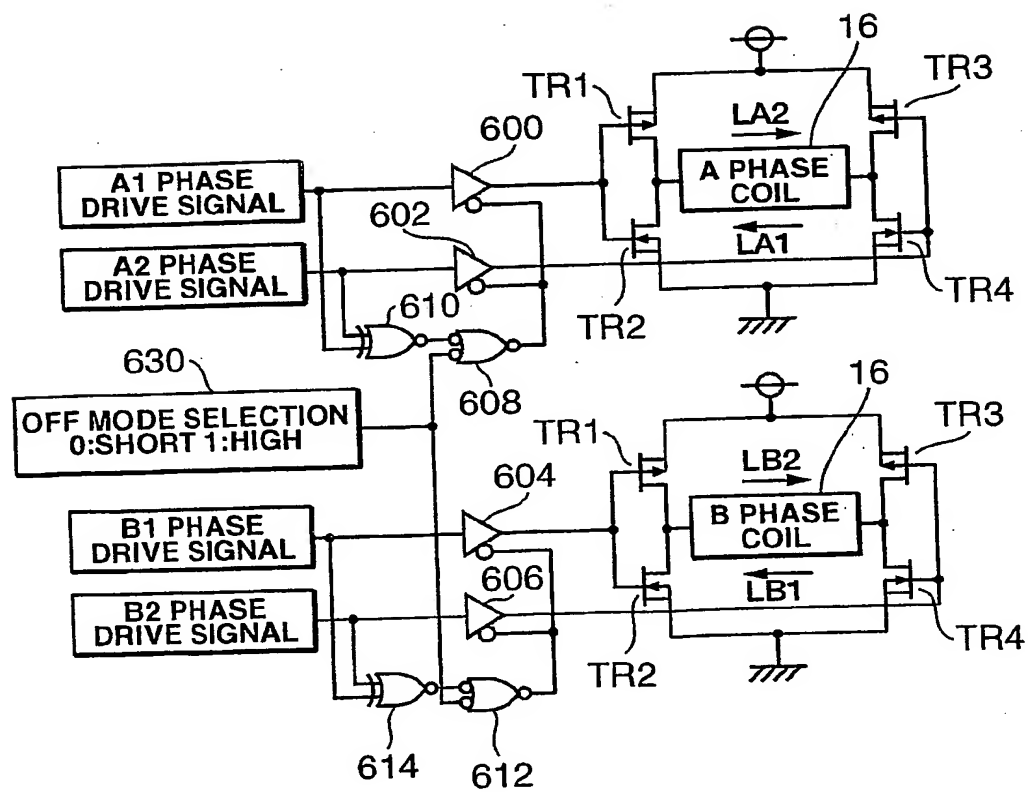 16
TR1
TR3
LA2
600
A1 PHASE
DRIVE SIGNAL
A PHASE
COIL
602
LA1
A2 PHASE
DRIVE SIGNAL
610
TR2
TR4
630
608
16
OFF MODE SELECTION
0:SHORT 1:HIGH
TR1
TR3
LB2
604
B1 PHASE
DRIVE SIGNAL
B PHASE
COIL
606
LB1
B2 PHASE
DRIVE SIGNAL
TR2
TR4
614
612